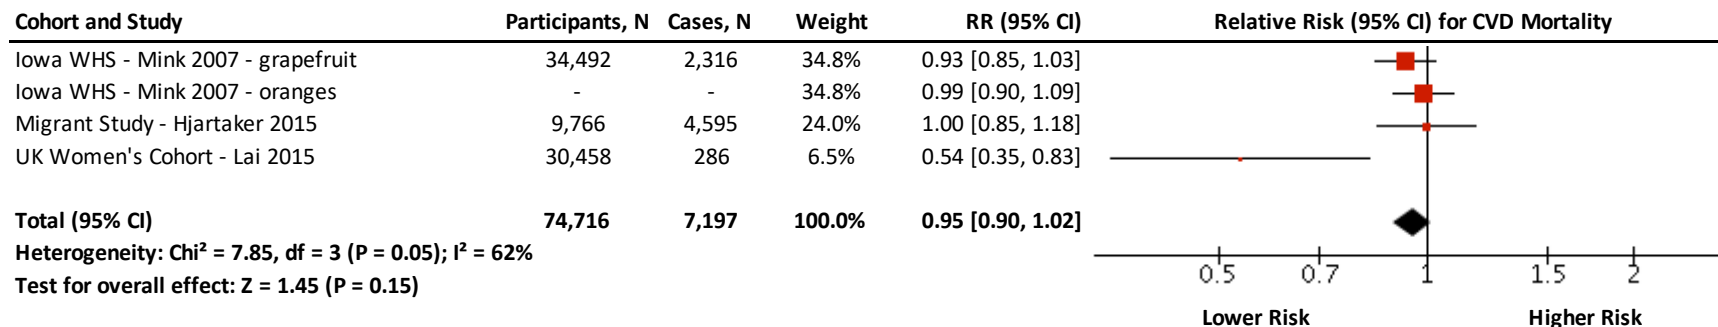 Cohort and Study Participants, N Cases, N Weight RR (95% CI) Relative Risk (95% CI) for CVD Mortality
Iowa WHS - Mink 2007 - grapefruit 34,492 2,316 34.8% 0.93 [0.85, 1.03]
Iowa WHS - Mink 2007 - oranges - - 34.8% 0.99 [0.90, 1.09]
Migrant Study - Hjartaker 2015 9,766 4,595 24.0% 1.00 [0.85, 1.18]
UK Women's Cohort - Lai 2015 30,458 286 6.5% 0.54 [0.35, 0.83]
Total (95% CI) 74,716 7,197 100.0% 0.95 [0.90, 1.02]
Heterogeneity: Chi² = 7.85, df = 3 (P = 0.05); I² = 62%
Test for overall effect: Z = 1.45 (P = 0.15)
0.5 0.7 1 1.5 2
Lower Risk Higher Risk